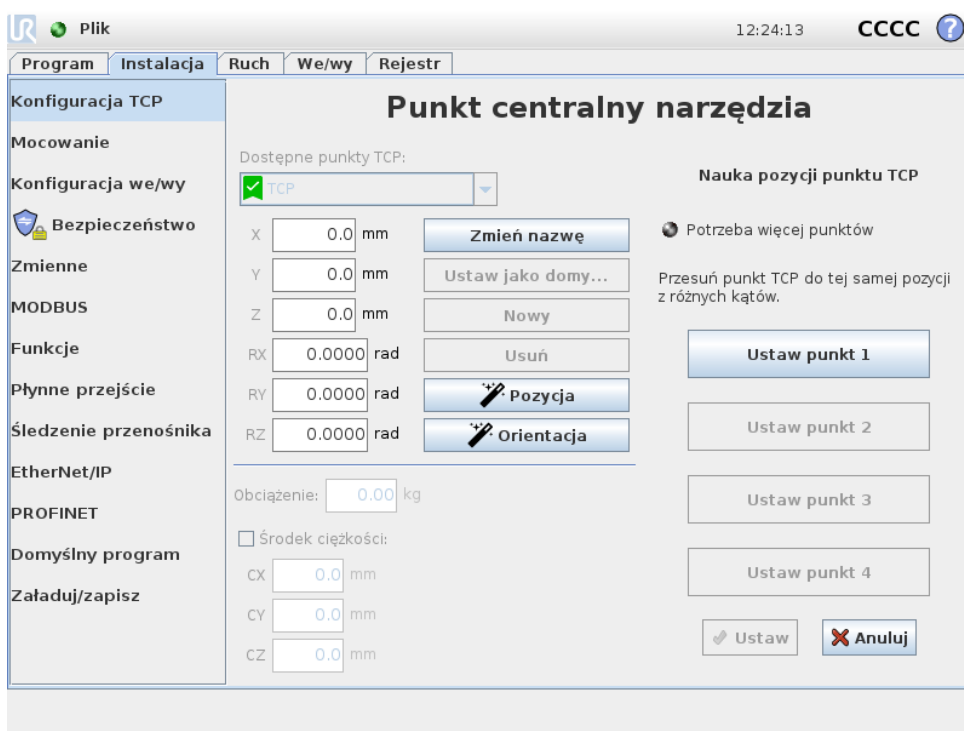 UR Plik 12:24:13 CCCC ?
Program Instalacja Ruch We/wy Rejestr
Konfiguracja TCP
Mocowanie
Konfiguracja we/wy
Bezpieczeństwo
Zmienne
MODBUS
Funkcje
Płynne przejście
Śledzenie przenośnika
EtherNet/IP
PROFINET
Domyślny program
Załaduj/zapisz
Punkt centralny narzędzia
Dostępne punkty TCP:
TCP
X 0.0 mm Zmień nazwę
Y 0.0 mm Ustaw jako domy...
Z 0.0 mm Nowy
RX 0.0000 rad Usuń
RY 0.0000 rad Pozycja
RZ 0.0000 rad Orientacja
Obciążenie: 0.00 kg
Środek ciężkości:
CX 0.0 mm
CY 0.0 mm
CZ 0.0 mm
Nauka pozycji punktu TCP
Potrzeba więcej punktów
Przesuń punkt TCP do tej samej pozycji
z różnych kątów.
Ustaw punkt 1
Ustaw punkt 2
Ustaw punkt 3
Ustaw punkt 4
Ustaw Anuluj